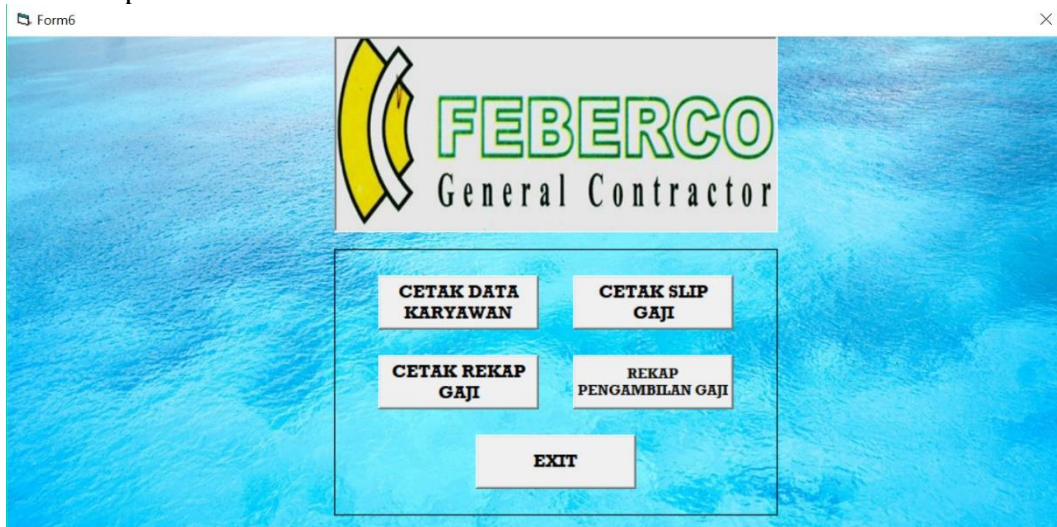 Form6
FEBERCO
General Contractor
CETAK DATA
KARYAWAN
CETAK SLIP
GAJI
CETAK REKAP
GAJI
REKAP
PENGAMBILAN GAJI
EXIT